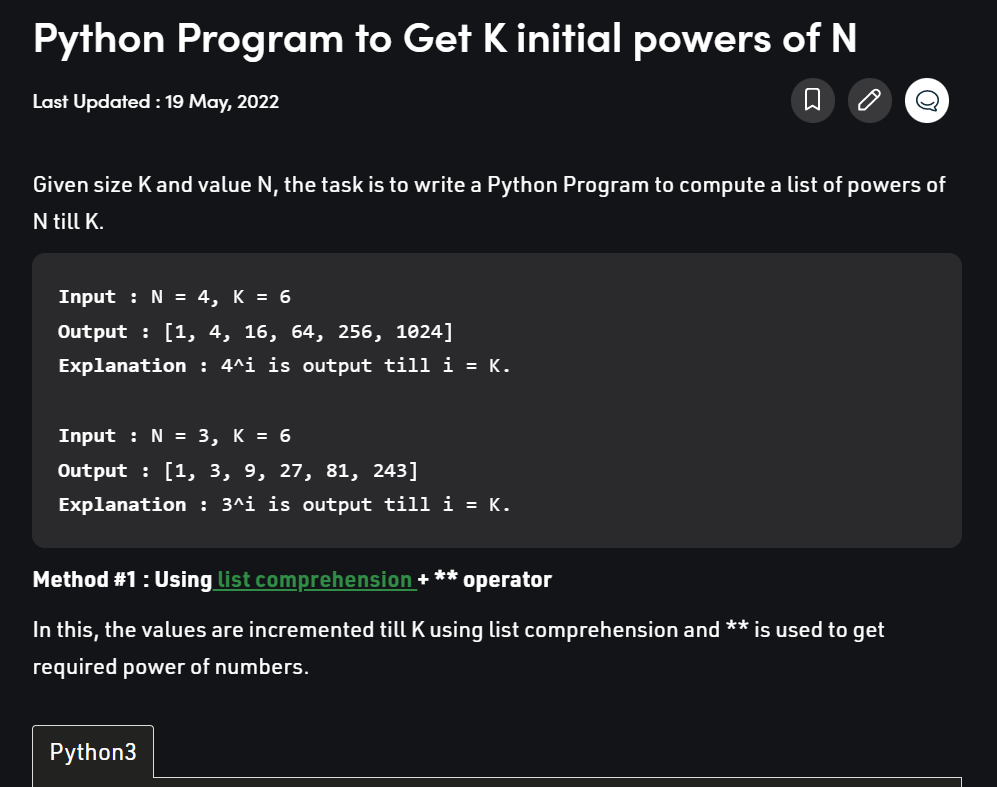 Python Program to Get K initial powers of N
Last Updated : 19 May, 2022
Given size K and value N, the task is to write a Python Program to compute a list of powers of
N till K.
Input : N = 4, K = 6
Output : [1, 4, 16, 64, 256, 1024]
Explanation : 4^i is output till i = K.
Input : N = 3, K = 6
Output : [1, 3, 9, 27, 81, 243]
Explanation : 3^i is output till i = K.
Method #1 : Using list comprehension + ** operator
In this, the values are incremented till K using list comprehension and ** is used to get
required power of numbers.
Python3